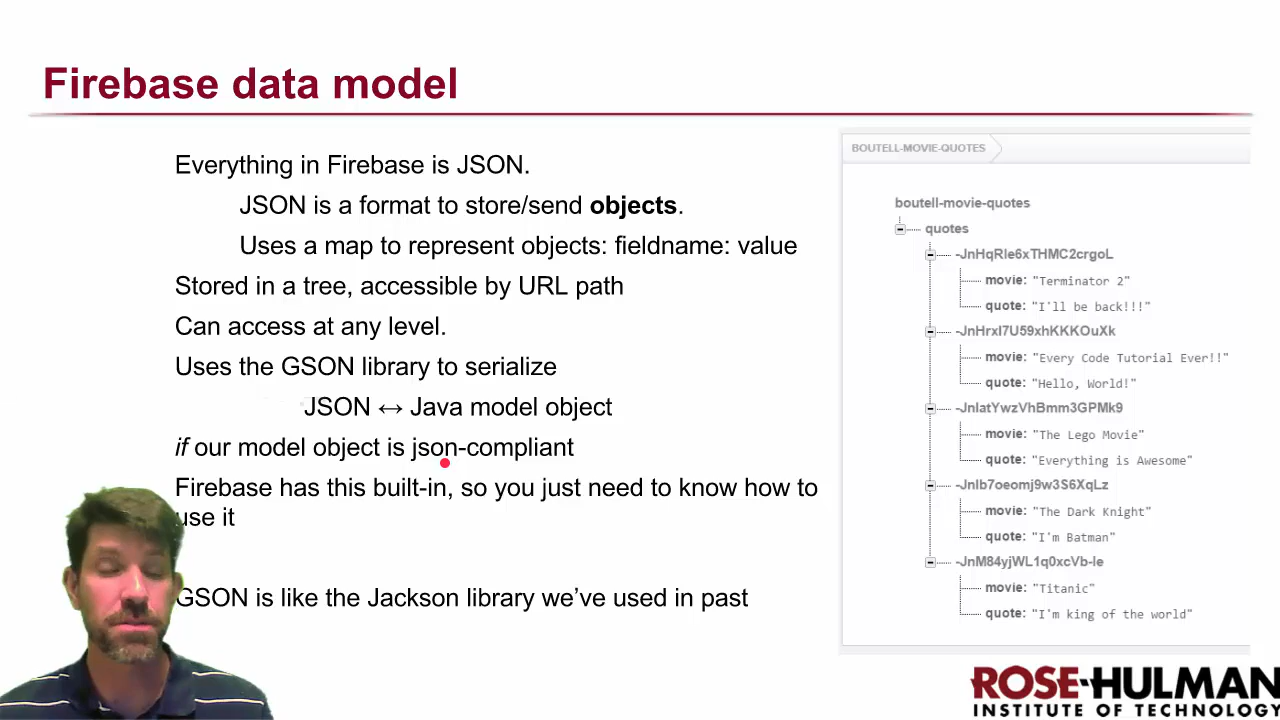 Firebase data model
Everything in Firebase is JSON.
JSON is a format to store/send objects.
Uses a map to represent objects: fieldname: value
Stored in a tree, accessible by URL path
Can access at any level.
Uses the GSON library to serialize
JSON ↔ Java model object
if our model object is json-compliant
Firebase has this built-in, so you just need to know how to
use it
GSON is like the Jackson library we’ve used in past
BOUTELL-MOVIE-QUOTES
boutell-movie-quotes
quotes
-JnHqRle6xTHMC2crgoL
movie: "Terminator 2"
quote: "I'll be back!!!"
-JnHrxI7U59xhKKKOuXk
movie: "Every Code Tutorial Ever!!"
quote: "Hello, World!"
-JnIatYwzVhBmm3GPMk9
movie: "The Lego Movie"
quote: "Everything is Awesome"
-JnIb7oeomj9w3S6XqLz
movie: "The Dark Knight"
quote: "I'm Batman"
-JnM84yjWL1q0xcVb-Ie
movie: "Titanic"
quote: "I'm king of the world"
ROSE-HULMAN
INSTITUTE OF TECHNOLOGY